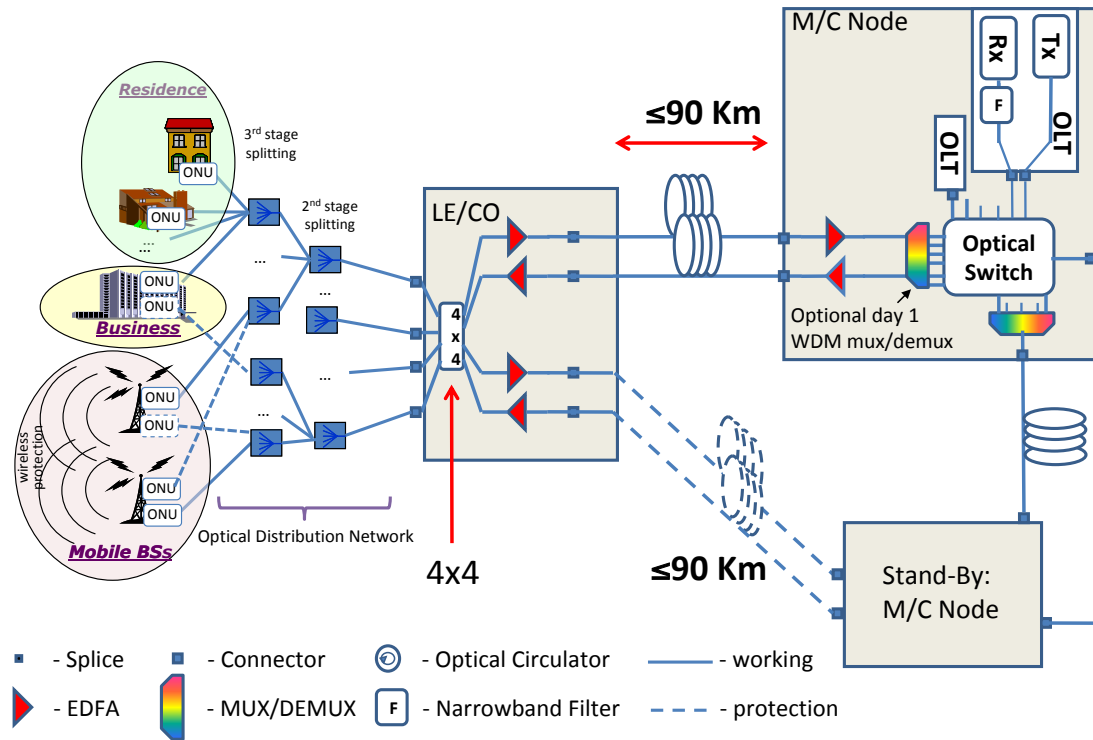 M/C Node
Rx
Tx
F
OLT
OLT
Optical
Switch
Optional day 1
WDM mux/demux
≤90 Km
Residence
3rd stage
splitting
ONU
ONU
...
2nd stage
splitting
LE/CO
...
...
ONU
ONU
Business
4
x
4
...
...
...
ONU
ONU
wireless
protection
ONU
ONU
Mobile BSs
Optical Distribution Network
4x4
≤90 Km
Stand-By:
M/C Node
- Splice
- Connector
- Optical Circulator
- working
- EDFA
- MUX/DEMUX
F
- Narrowband Filter
- protection